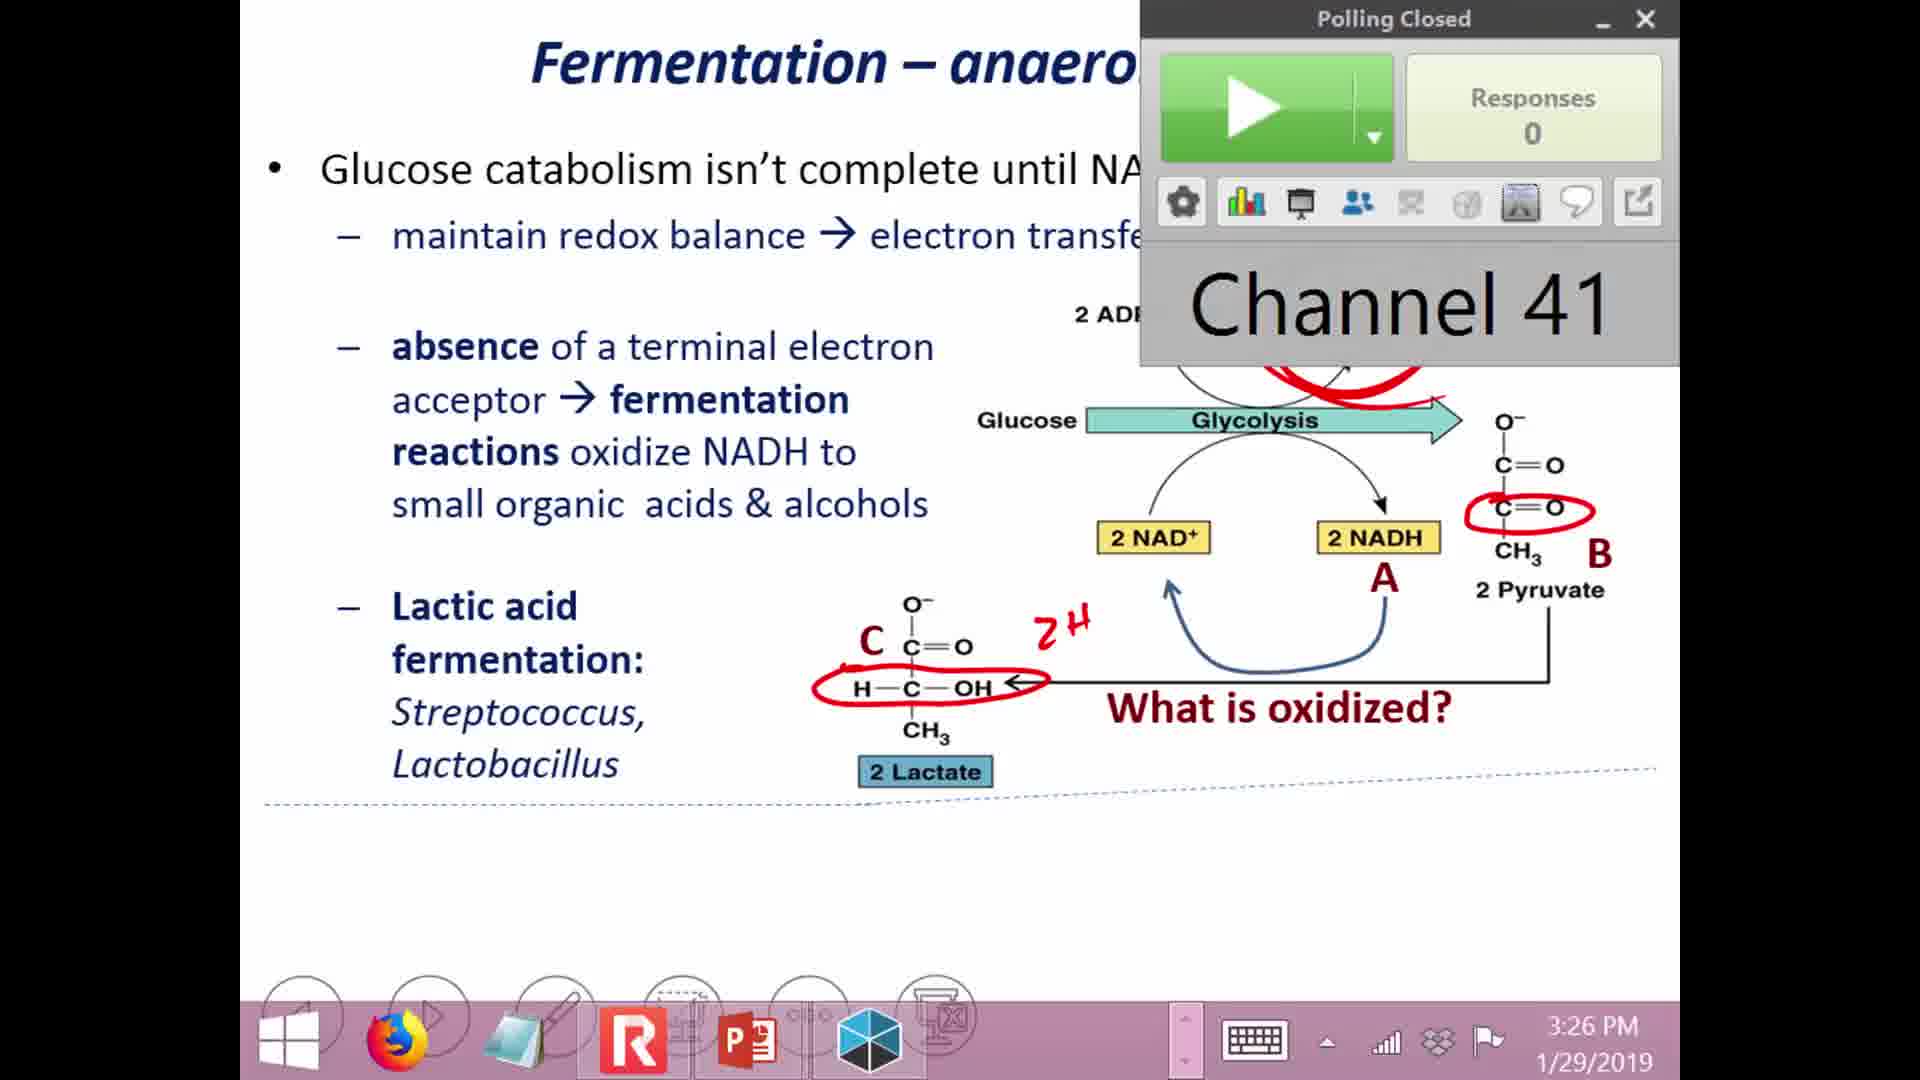 Polling Closed
Fermentation – anaero
Responses
0
• Glucose catabolism isn’t complete until NA
– maintain redox balance → electron transfe
Channel 41
2 ADP
– absence of a terminal electron
acceptor → fermentation
reactions oxidize NADH to
small organic acids & alcohols
Glucose
Glycolysis
O−
C=O
C=O
CH3
B
2 Pyruvate
2 NAD+
2 NADH
A
– Lactic acid
fermentation:
Streptococcus,
Lactobacillus
O−
C
C=O
2H
H—C—OH
CH3
2 Lactate
What is oxidized?
3:26 PM
1/29/2019